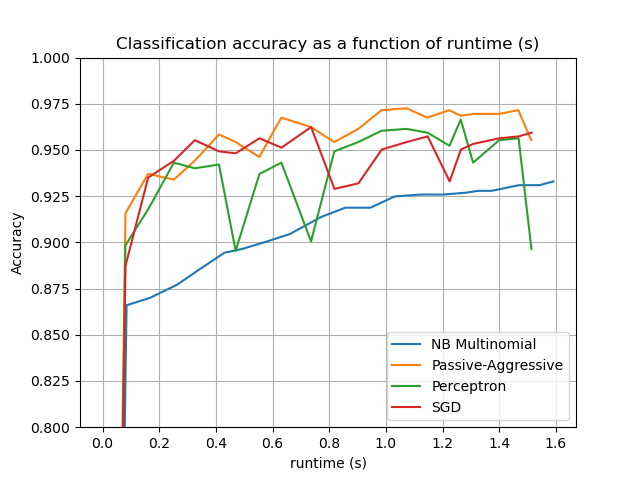 Classification accuracy as a function of runtime (s)
1.000
0.975
0.950
0.925
0.900
0.875
0.850
0.825
0.800
Accuracy
NB Multinomial
Passive-Aggressive
Perceptron
SGD
0.0 0.2 0.4 0.6 0.8 1.0 1.2 1.4 1.6
runtime (s)